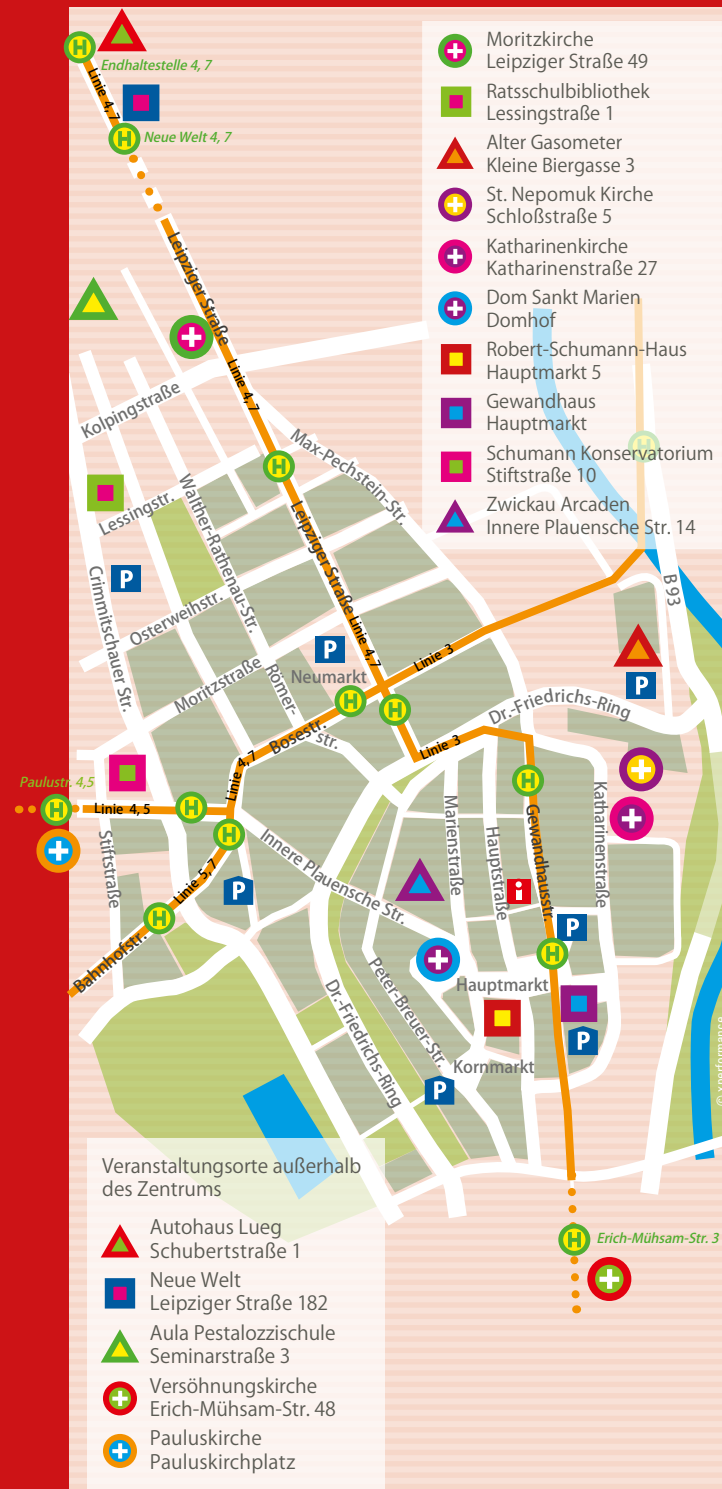 Moritzkirche
Leipziger Straße 49
Ratsschulbibliothek
Lessingstraße 1
Alter Gasometer
Kleine Biergasse 3
St. Nepomuk Kirche
Schloßstraße 5
Katharinenkirche
Katharinenstraße 27
Dom Sankt Marien
Domhof
Robert-Schumann-Haus
Hauptmarkt 5
Gewandhaus
Hauptmarkt
Schumann Konservatorium
Stiftstraße 10
Zwickau Arcaden
Innere Plauensche Str. 14
H
Endhaltestelle 4, 7
Linie 4, 7
H
Neue Welt 4, 7
Leipziger Straße
Linie 4, 7
Kolpingstraße
H
Max-Pechstein-Str.
H
Lessingstr.
Walther-Rathenau-Str.
Leipziger Straße
Linie 4, 7
P
Crimmitschauer Str.
Osterweihstr.
B 93
P
Neumarkt
Linie 3
P
Moritzstraße
Römer-
str.
H
H
Dr.-Friedrichs-Ring
Bosestr.
Linie 3
Linie 4,7
Paulustr. 4,5
H
Linie 4, 5
H
H
H
Marienstraße
Hauptstraße
Gewandhausstr.
Katharinenstraße
Stiftstraße
Innere Plauensche Str.
Linie 5,7
P
i
H
Bahnhofstr.
P
H
Peter-Breuer-Str.
Hauptmarkt
Dr.-Friedrichs-Ring
P
Kornmarkt
P
© xperformance
Veranstaltungsorte außerhalb
des Zentrums
Autohaus Lueg
Schubertstraße 1
Neue Welt
Leipziger Straße 182
Aula Pestalozzischule
Seminarstraße 3
Versöhnungskirche
Erich-Mühsam-Str. 48
Pauluskirche
Pauluskirchplatz
H
Erich-Mühsam-Str. 3